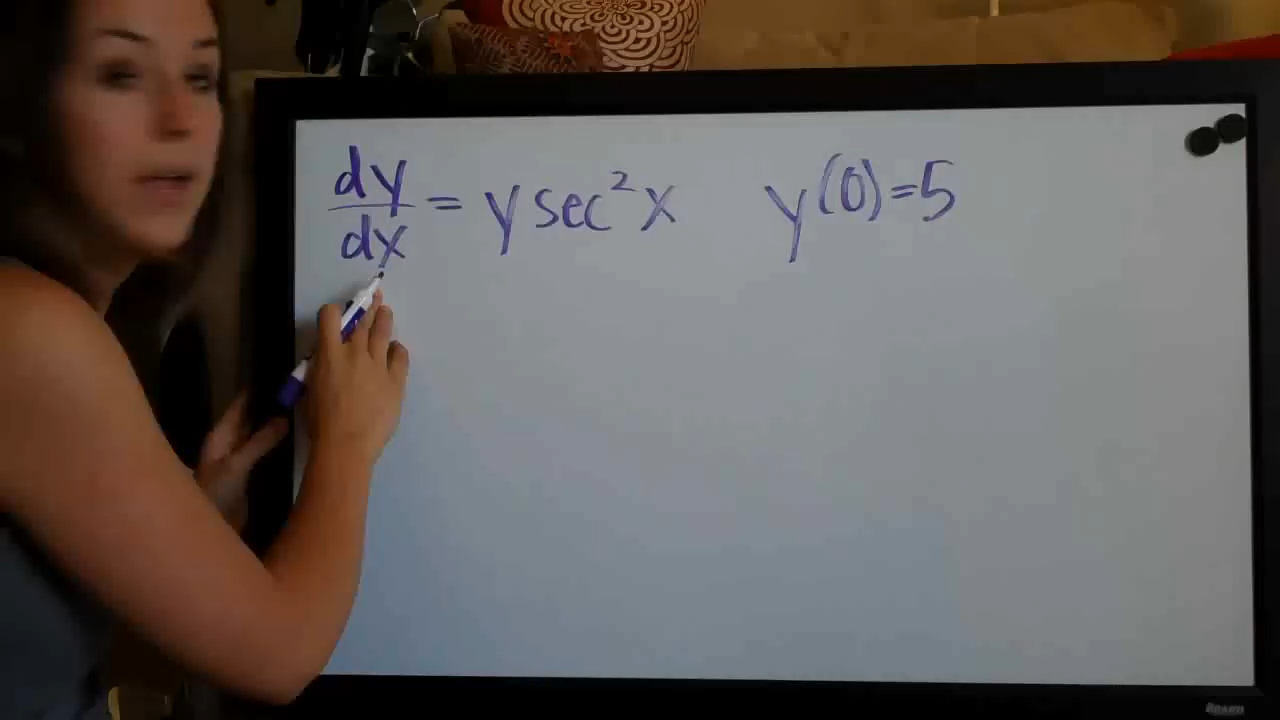 dy/dx = y sec²x y(0)=5